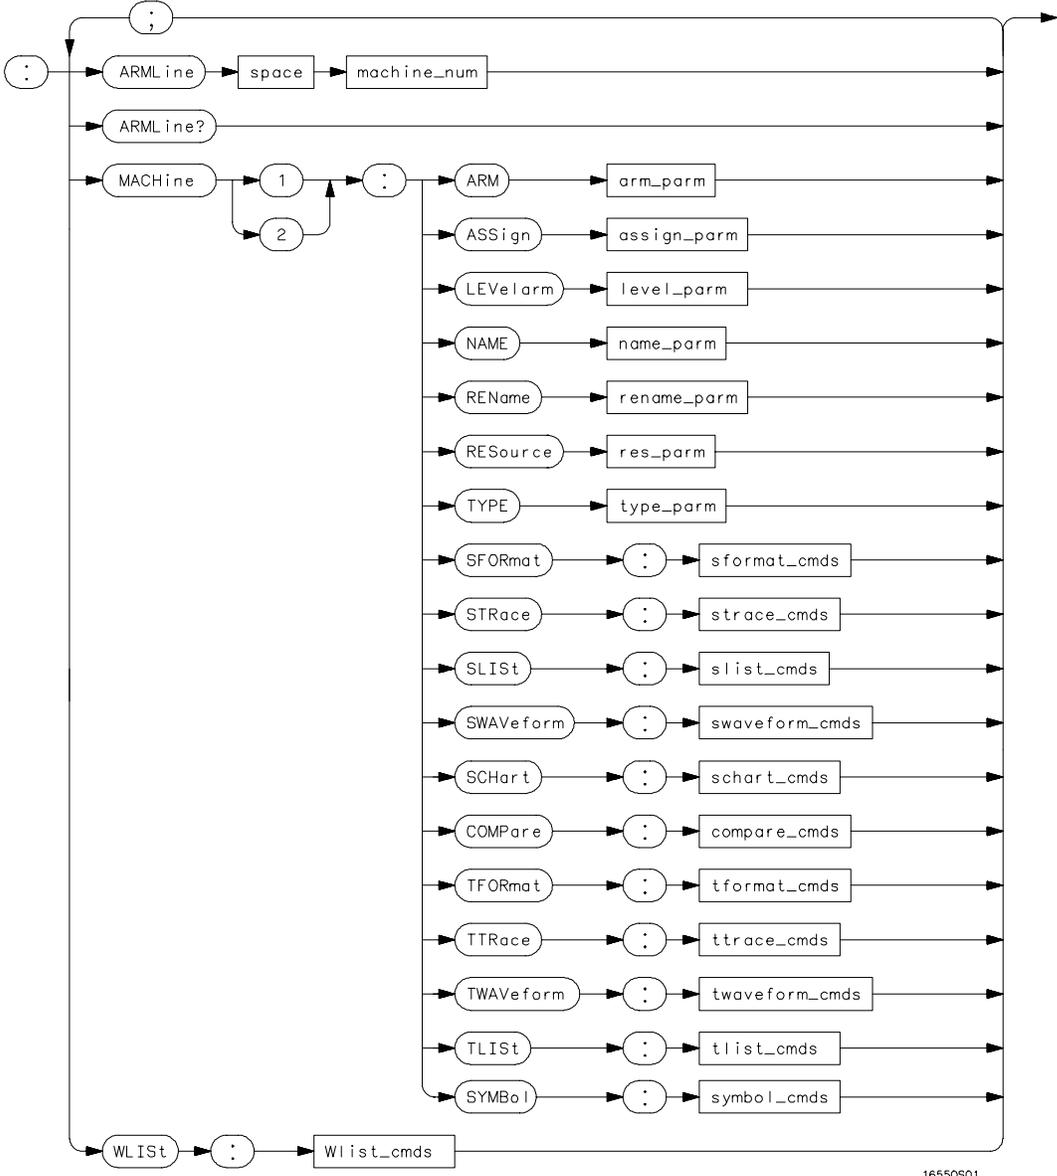 ;
: ARMLine space machine_num
ARMLine?
MACHine 1 : ARM arm_parm
2 ASSign assign_parm
LEVelarm level_parm
NAME name_parm
REName rename_parm
RESource res_parm
TYPE type_parm
SFORmat : sformat_cmds
STRace : strace_cmds
SLISt : slist_cmds
SWAVeform : swaveform_cmds
SCHart : schart_cmds
COMPare : compare_cmds
TFORmat : tformat_cmds
TTRace : ttrace_cmds
TWAVeform : twaveform_cmds
TLISt : tlist_cmds
SYMBol : symbol_cmds
WLISt : Wlist_cmds
16550S01